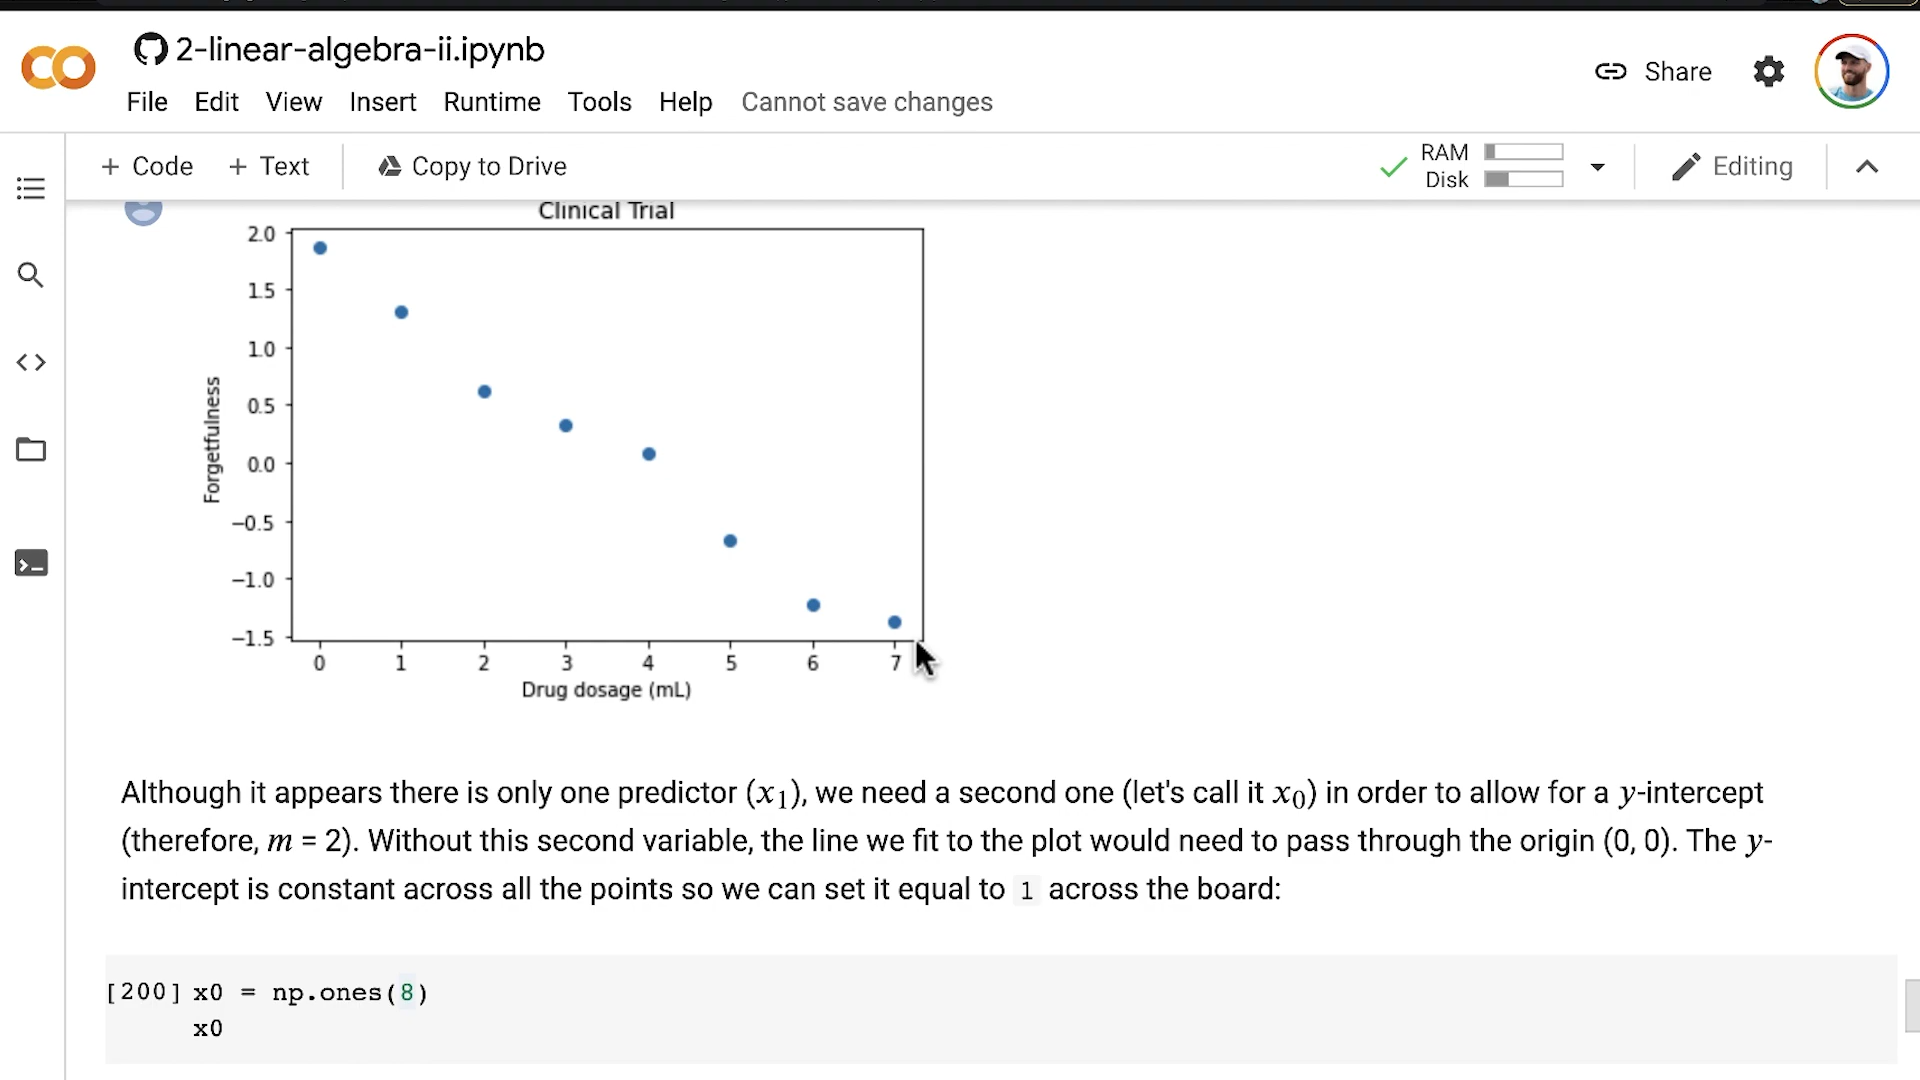 2-linear-algebra-ii.ipynb
Share
File Edit View Insert Runtime Tools Help Cannot save changes
+ Code + Text Copy to Drive
RAM
Disk
Editing
Clinical Trial
2.0
1.5
1.0
0.5
0.0
−0.5
−1.0
−1.5
Forgetfulness
0 1 2 3 4 5 6 7
Drug dosage (mL)
Although it appears there is only one predictor (x₁), we need a second one (let's call it x₀) in order to allow for a y-intercept
(therefore, m = 2). Without this second variable, the line we fit to the plot would need to pass through the origin (0, 0). The y-
intercept is constant across all the points so we can set it equal to 1 across the board:
[200] x0 = np.ones(8)
x0